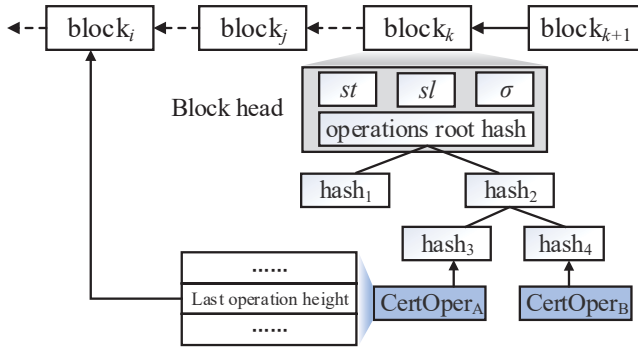 block_i block_j block_k block_{k+1}
st sl σ
Block head
operations root hash
hash_1 hash_2
hash_3 hash_4
......
Last operation height CertOper_A CertOper_B
......